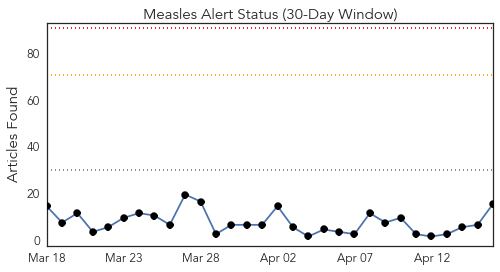 Measles Alert Status (30-Day Window)
Articles Found
80
60
40
20
0
Mar 18 Mar 23 Mar 28 Apr 02 Apr 07 Apr 12